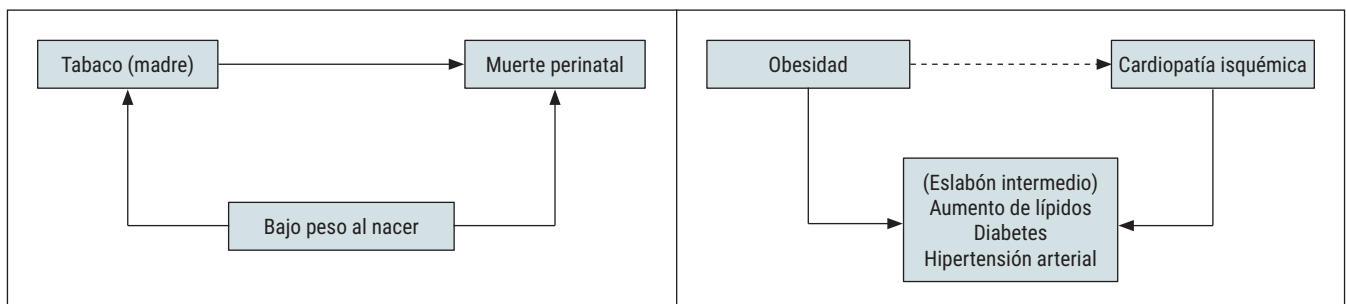 Tabaco (madre)
Muerte perinatal
Bajo peso al nacer
Obesidad
Cardiopatía isquémica
(Eslabón intermedio)
Aumento de lípidos
Diabetes
Hipertensión arterial